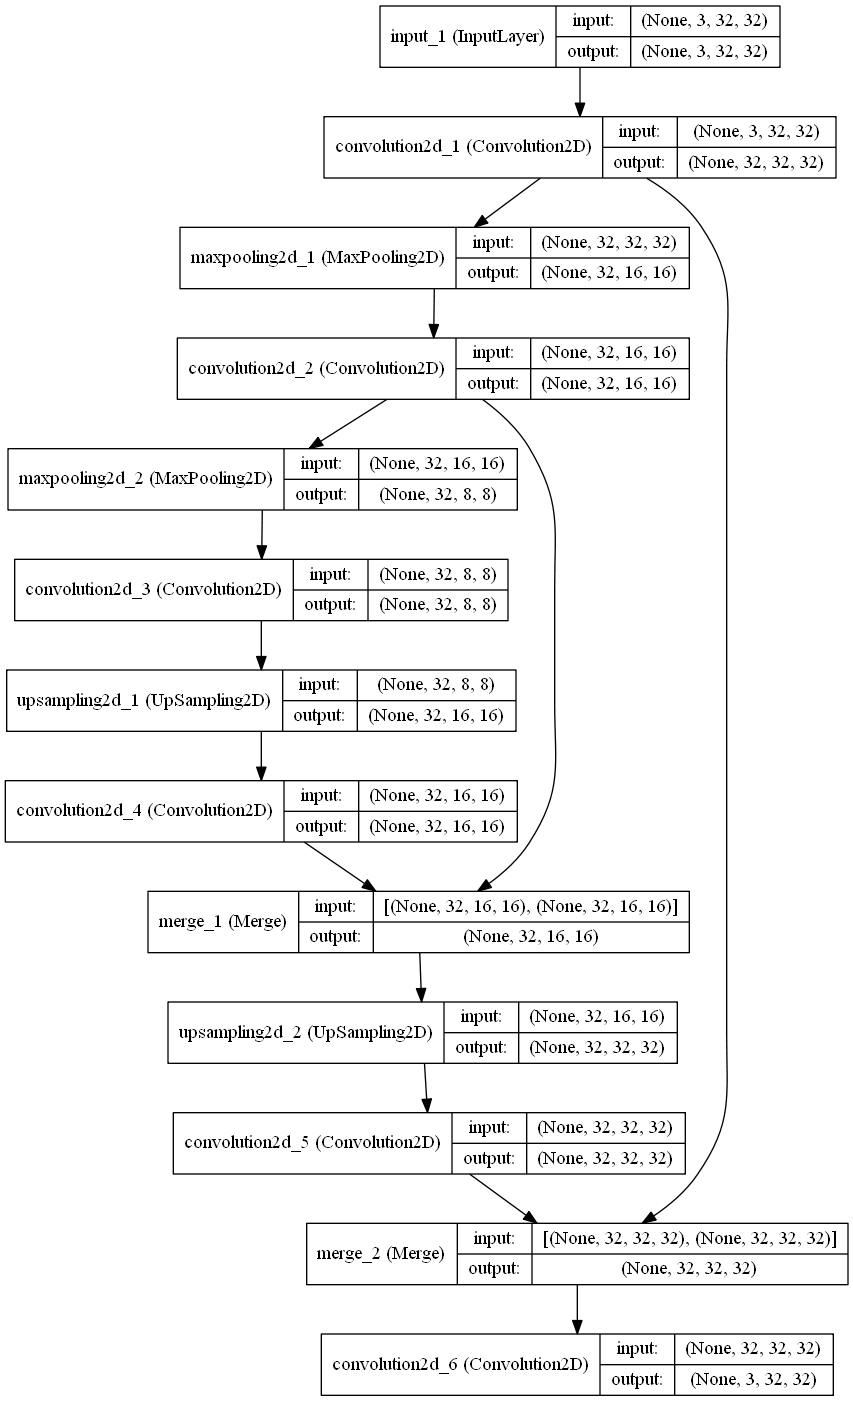 input_1 (InputLayer)
input: (None, 3, 32, 32)
output: (None, 3, 32, 32)
convolution2d_1 (Convolution2D)
input: (None, 3, 32, 32)
output: (None, 32, 32, 32)
maxpooling2d_1 (MaxPooling2D)
input: (None, 32, 32, 32)
output: (None, 32, 16, 16)
convolution2d_2 (Convolution2D)
input: (None, 32, 16, 16)
output: (None, 32, 16, 16)
maxpooling2d_2 (MaxPooling2D)
input: (None, 32, 16, 16)
output: (None, 32, 8, 8)
convolution2d_3 (Convolution2D)
input: (None, 32, 8, 8)
output: (None, 32, 8, 8)
upsampling2d_1 (UpSampling2D)
input: (None, 32, 8, 8)
output: (None, 32, 16, 16)
convolution2d_4 (Convolution2D)
input: (None, 32, 16, 16)
output: (None, 32, 16, 16)
merge_1 (Merge)
input: [(None, 32, 16, 16), (None, 32, 16, 16)]
output: (None, 32, 16, 16)
upsampling2d_2 (UpSampling2D)
input: (None, 32, 16, 16)
output: (None, 32, 32, 32)
convolution2d_5 (Convolution2D)
input: (None, 32, 32, 32)
output: (None, 32, 32, 32)
merge_2 (Merge)
input: [(None, 32, 32, 32), (None, 32, 32, 32)]
output: (None, 32, 32, 32)
convolution2d_6 (Convolution2D)
input: (None, 32, 32, 32)
output: (None, 3, 32, 32)